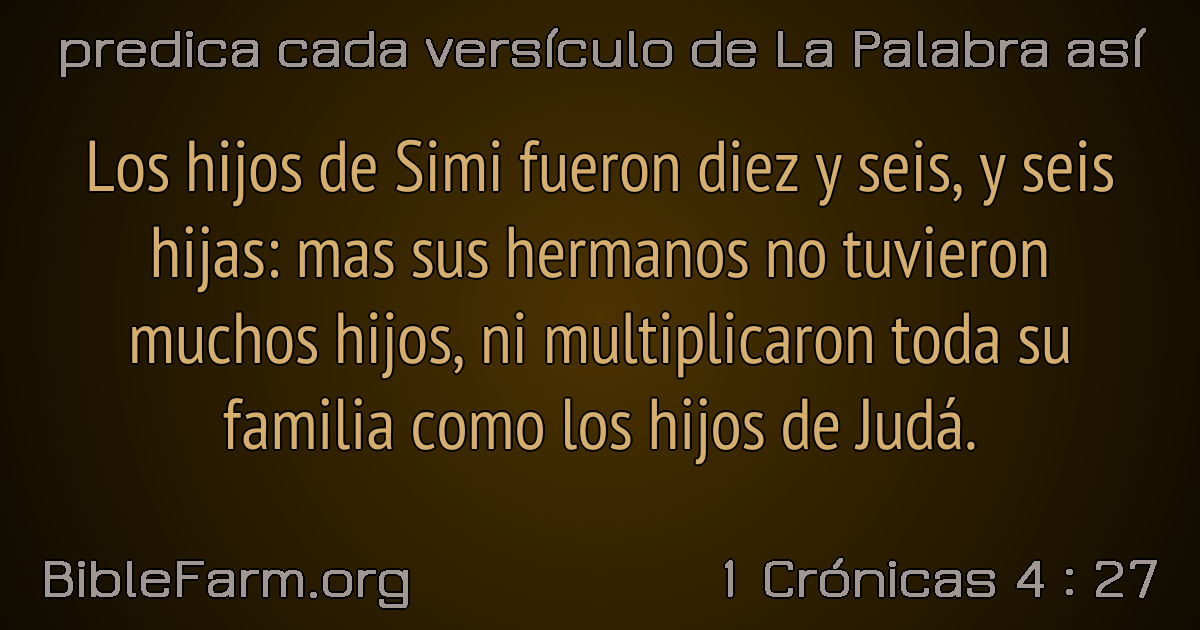 predica cada versículo de La Palabra así
Los hijos de Simi fueron diez y seis, y seis
hijas: mas sus hermanos no tuvieron
muchos hijos, ni multiplicaron toda su
familia como los hijos de Judá.
BibleFarm.org
1 Crónicas 4 : 27